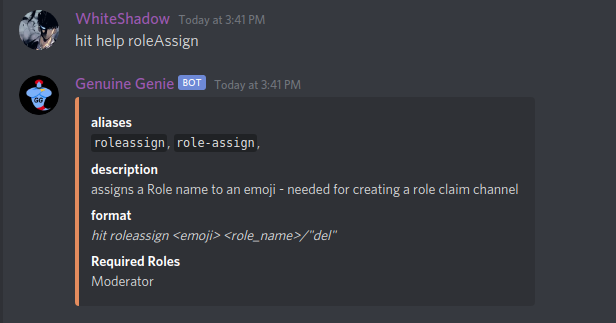 WhiteShadow Today at 3:41 PM
hit help roleAssign
Genuine Genie BOT Today at 3:41 PM
GG
aliases
roleassign, role-assign,
description
assigns a Role name to an emoji - needed for creating a role claim channel
format
hit roleassign <emoji> <role_name>/"del"
Required Roles
Moderator